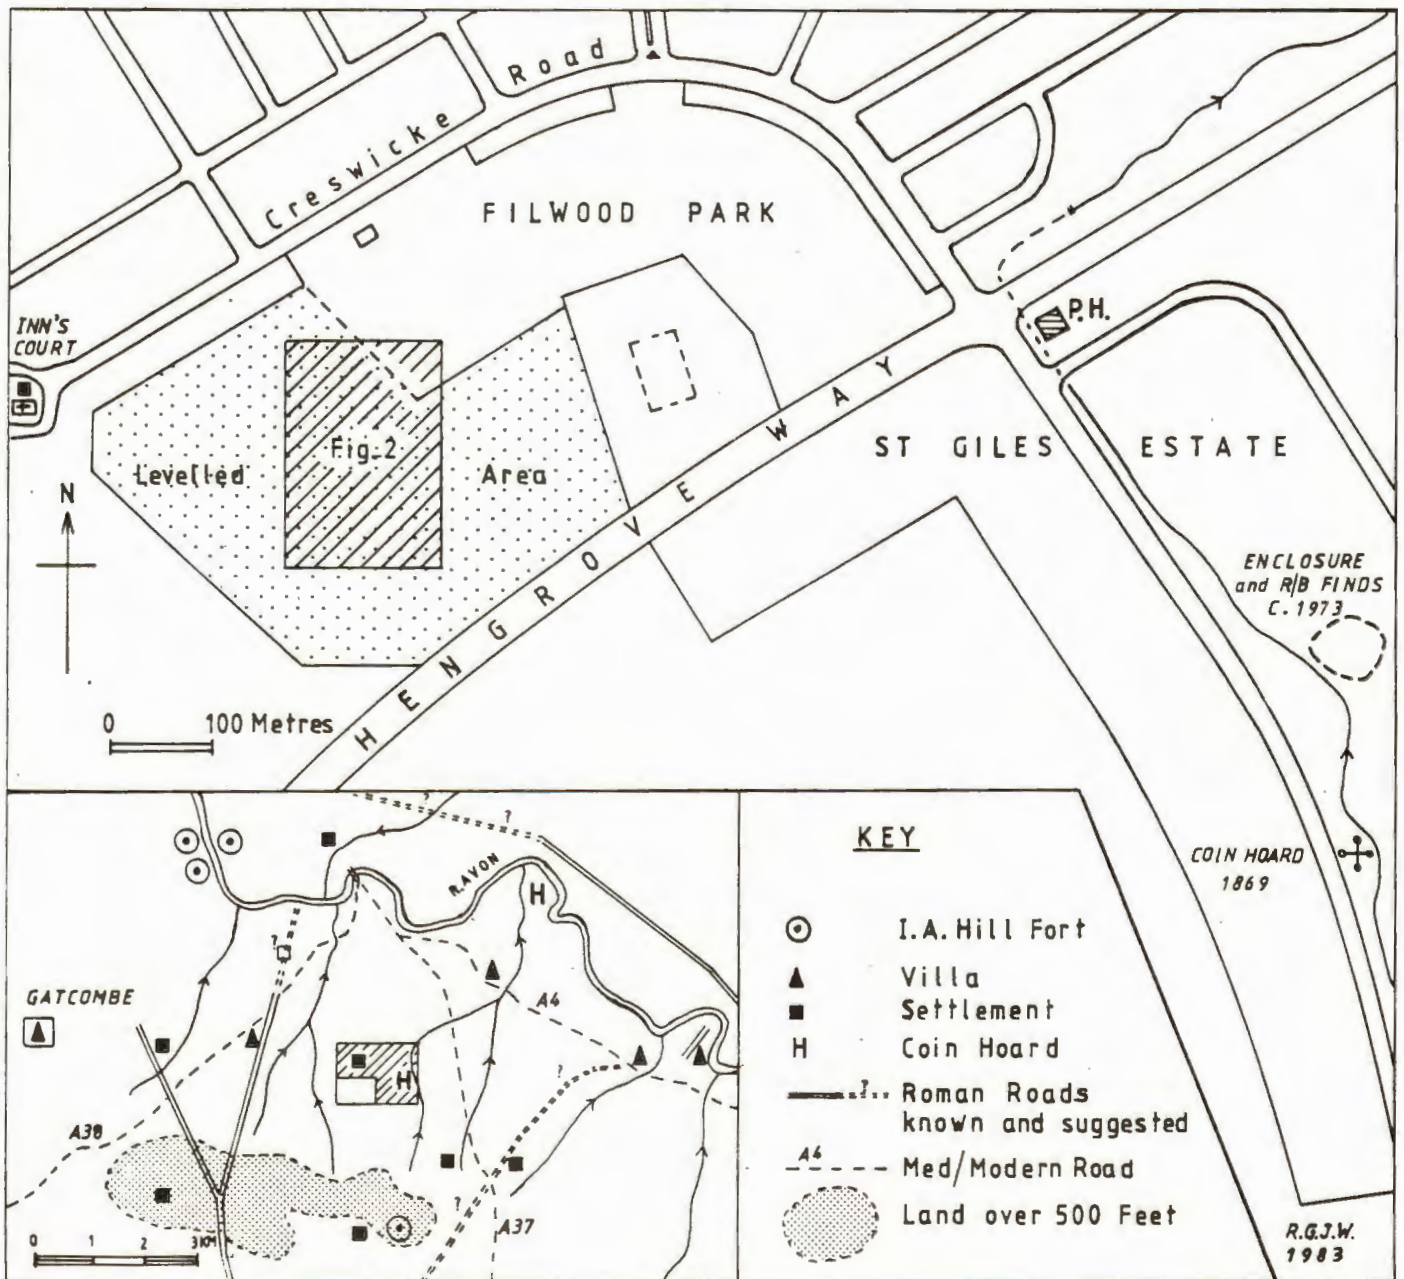 Creswicke Road
FILWOOD PARK
INN'S
COURT
P.H.
Levelled
Fig.2
Area
HENGROVE WAY
ST GILES ESTATE
N
ENCLOSURE
and R/B FINDS
C.1973
0 100 Metres
COIN HOARD
1869
?
?
R.AVON
H
?
GATCOMBE
A4
?
H
A38
?
A37
0 1 2 3KM
KEY
I.A. Hill Fort
Villa
Settlement
H Coin Hoard
? Roman Roads
known and suggested
A4 Med/Modern Road
Land over 500 Feet
R.G.J.W.
1983